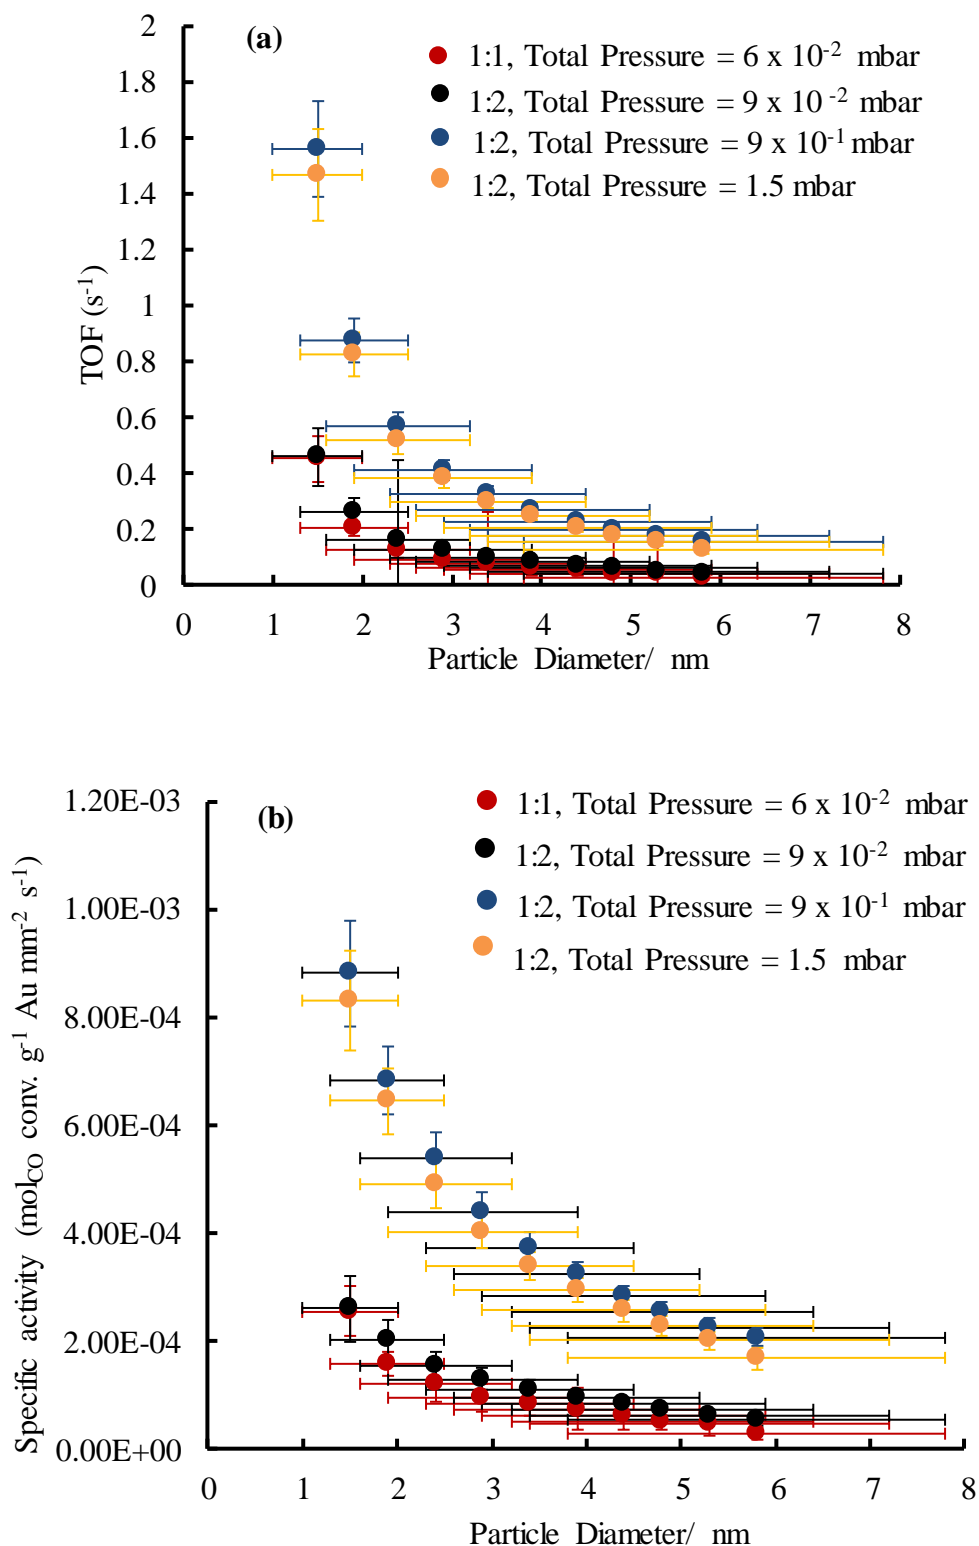 (a)
1:1, Total Pressure = 6 x 10-2 mbar
1:2, Total Pressure = 9 x 10 -2 mbar
1:2, Total Pressure = 9 x 10-1 mbar
1:2, Total Pressure = 1.5 mbar
TOF (s-1)
2
1.8
1.6
1.4
1.2
1
0.8
0.6
0.4
0.2
0
0 1 2 3 4 5 6 7 8
Particle Diameter/ nm
(b)
1:1, Total Pressure = 6 x 10-2 mbar
1:2, Total Pressure = 9 x 10-2 mbar
1:2, Total Pressure = 9 x 10-1 mbar
1:2, Total Pressure = 1.5 mbar
Specific activity (molCO conv. g-1 Au mm-2 s-1)
1.20E-03
1.00E-03
8.00E-04
6.00E-04
4.00E-04
2.00E-04
0.00E+00
0 1 2 3 4 5 6 7 8
Particle Diameter/ nm